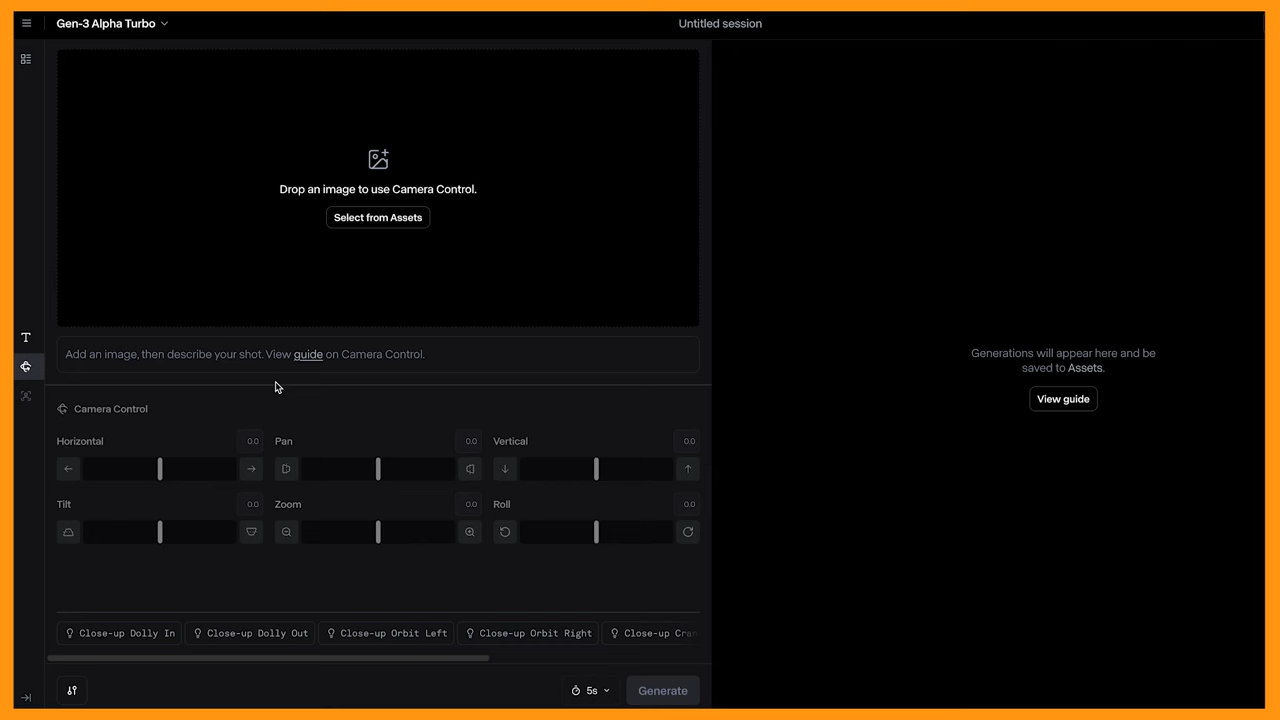 Gen-3 Alpha Turbo
Untitled session
Drop an image to use Camera Control.
Select from Assets
Add an image, then describe your shot. View guide on Camera Control.
Generations will appear here and be
saved to Assets.
View guide
Camera Control
Horizontal 0.0 Pan 0.0 Vertical 0.0
Tilt 0.0 Zoom 0.0 Roll 0.0
Close-up Dolly In Close-up Dolly Out Close-up Orbit Left Close-up Orbit Right Close-up
5s Generate